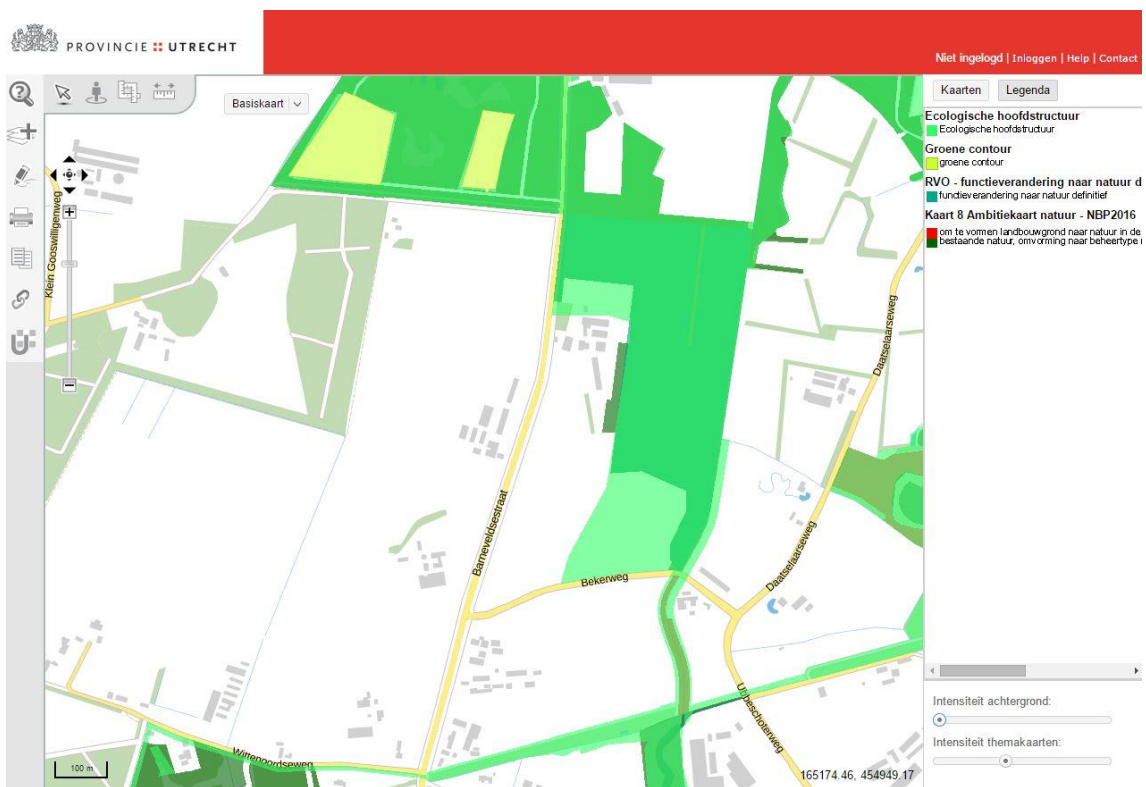 PROVINCIE UTRECHT
Niet ingelogd | Inloggen | Help | Contact
Basiskaart
Kaarten
Legenda
Ecologische hoofdstructuur
Ecologische hoofdstructuur
Groene contour
groene contour
RVO - functieverandering naar natuur d
functieverandering naar natuur definitief
Kaart 8 Ambitiekaart natuur - NBP2016
om te vormen landbouwgrond naar natuur in de
bestaande natuur, omvorming naar beheertype
Klein Gooswilligenweg
Daatselaarseweg
Barneveldsestraat
Bekerweg
Daatselaarseweg
Ubbeschoterweg
Wittenoordseweg
100 m
165174.46, 454949.17
Intensiteit achtergrond:
Intensiteit themakaarten: